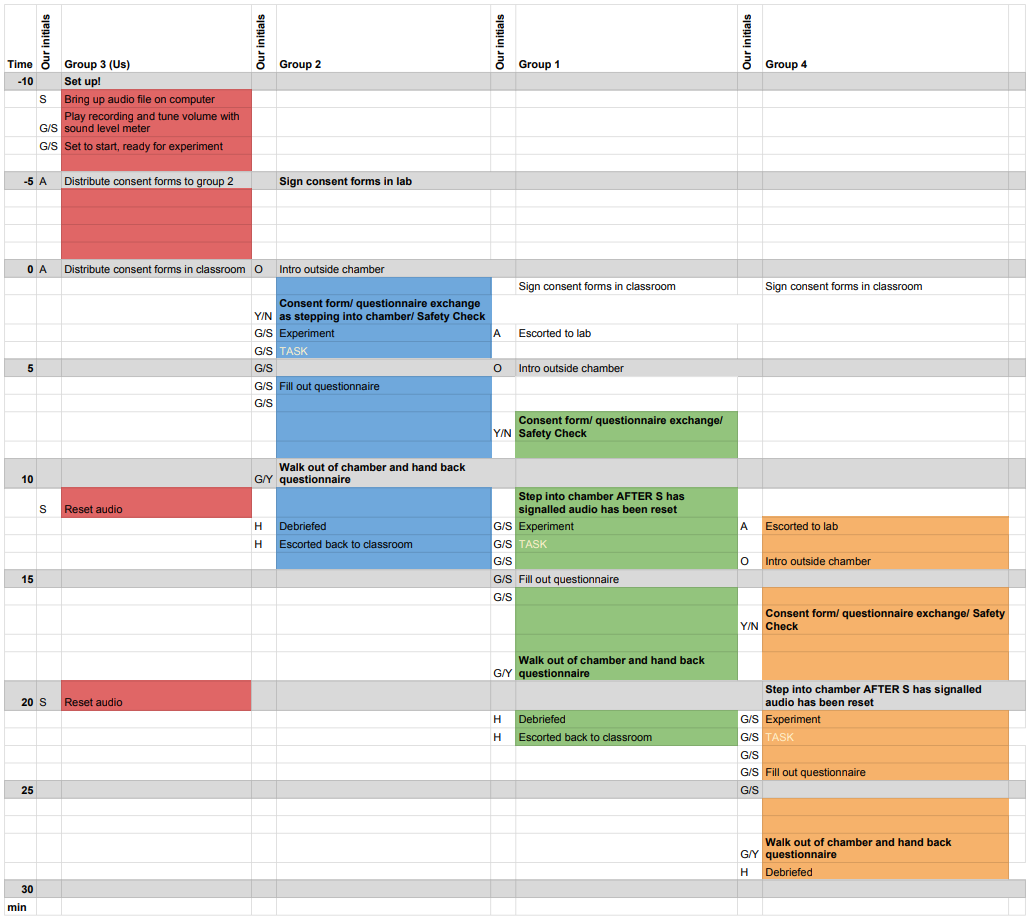 Time Our initials Group 3 (Us) Our initials Group 2 Our initials Group 1 Our initials Group 4
-10 Set up!
S Bring up audio file on computer
Play recording and tune volume with
G/S sound level meter
G/S Set to start, ready for experiment
-5 A Distribute consent forms to group 2 Sign consent forms in lab
0 A Distribute consent forms in classroom O Intro outside chamber
Sign consent forms in classroom Sign consent forms in classroom
Consent form/ questionnaire exchange
Y/N as stepping into chamber/ Safety Check
G/S Experiment A Escorted to lab
G/S TASK
5 G/S O Intro outside chamber
G/S Fill out questionnaire
G/S
Consent form/ questionnaire exchange/
Y/N Safety Check
Walk out of chamber and hand back
10 G/Y questionnaire
Step into chamber AFTER S has
S Reset audio signalled audio has been reset
H Debriefed G/S Experiment A Escorted to lab
H Escorted back to classroom G/S TASK
G/S O Intro outside chamber
15 G/S Fill out questionnaire
G/S
Consent form/ questionnaire exchange/ Safety
Y/N Check
Walk out of chamber and hand back
G/Y questionnaire
Step into chamber AFTER S has signalled
20 S Reset audio audio has been reset
H Debriefed G/S Experiment
H Escorted back to classroom G/S TASK
G/S
G/S Fill out questionnaire
25 G/S
Walk out of chamber and hand back
G/Y questionnaire
H Debriefed
30
min